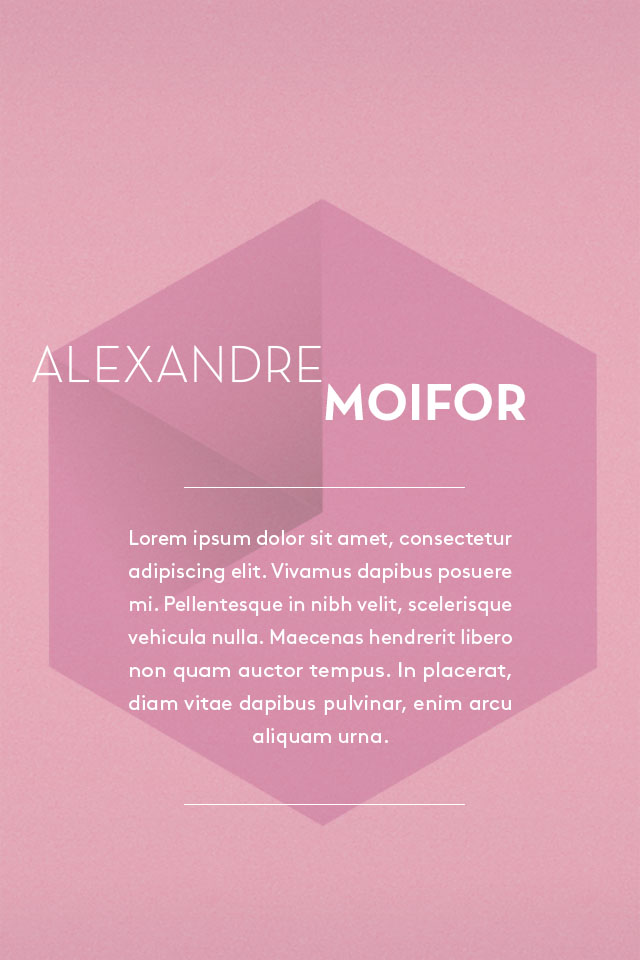 ALEXANDRE
MOIFOR
Lorem ipsum dolor sit amet, consectetur
adipiscing elit. Vivamus dapibus posuere
mi. Pellentesque in nibh velit, scelerisque
vehicula nulla. Maecenas hendrerit libero
non quam auctor tempus. In placerat,
diam vitae dapibus pulvinar, enim arcu
aliquam urna.